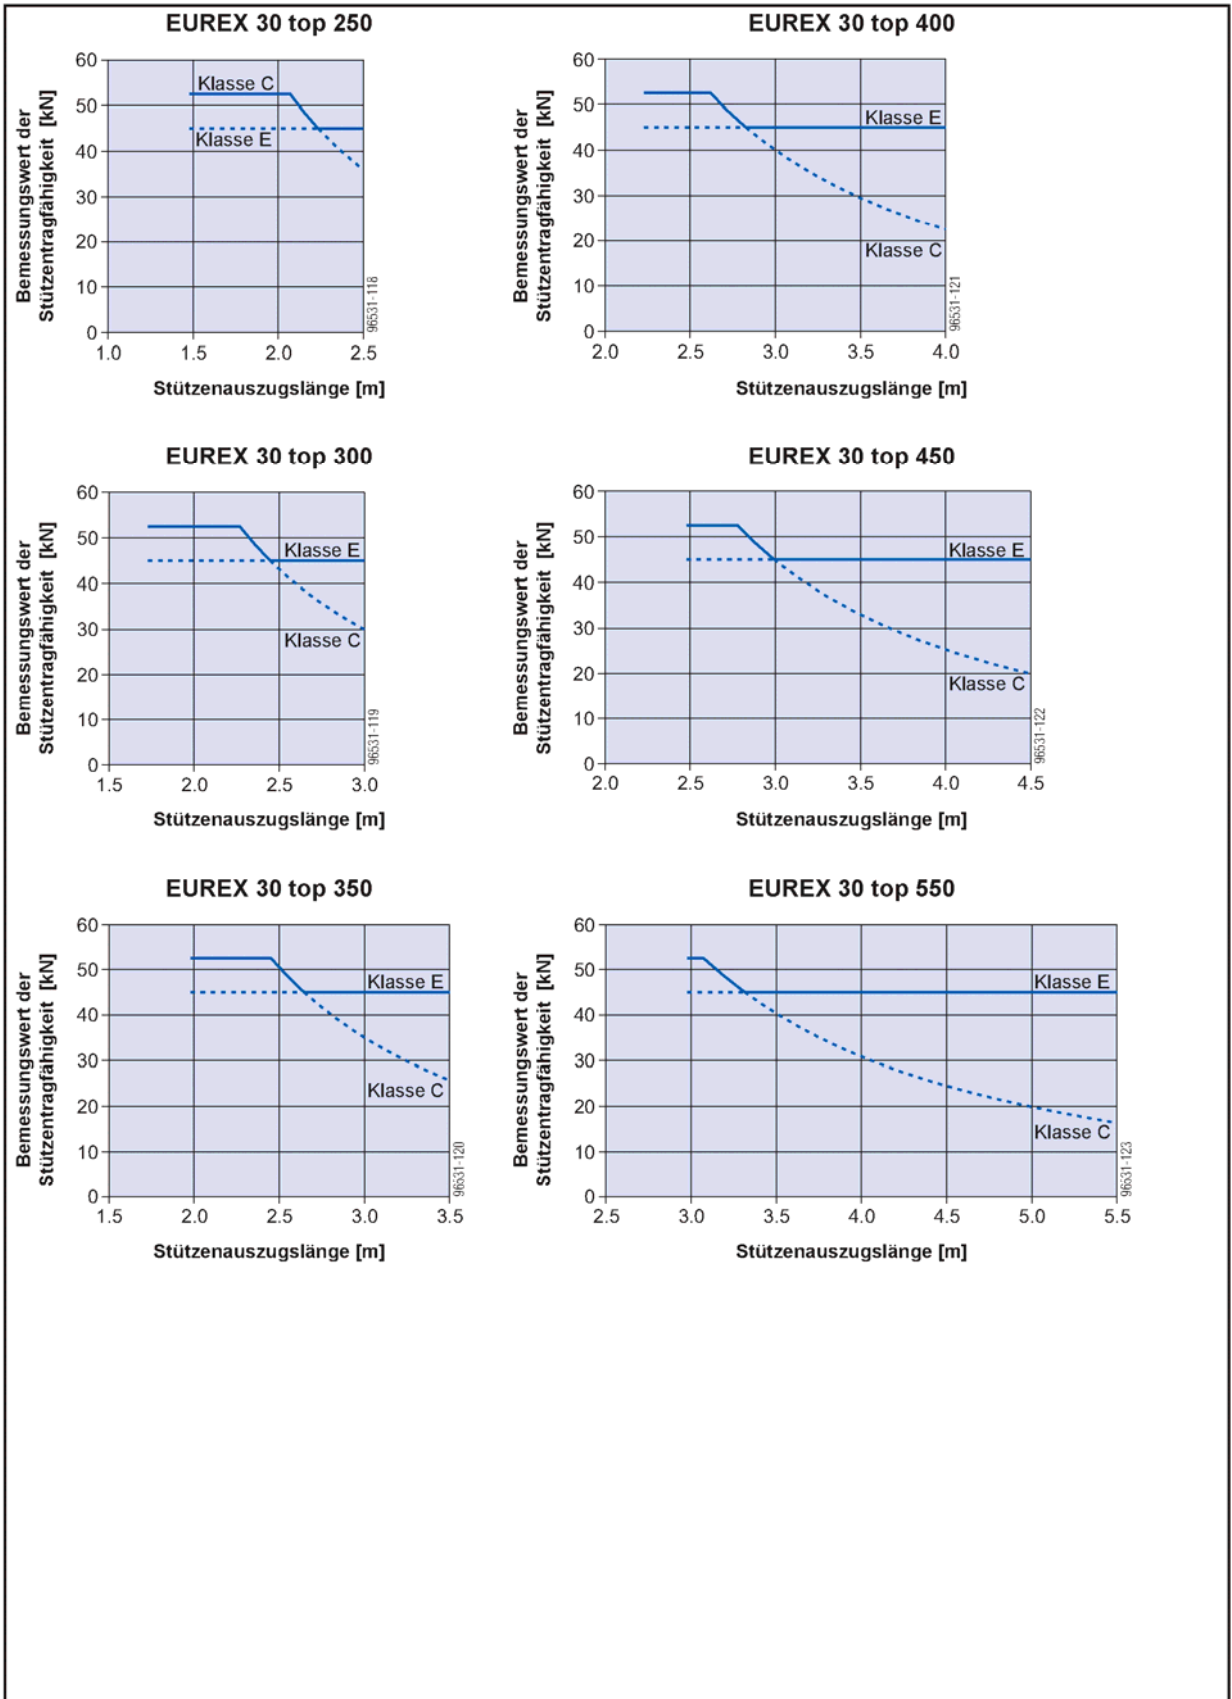 EUREX 30 top 250
Bemessungswert der
Stützentragfähigkeit [kN]
60
50
40
30
20
10
0
Klasse C
Klasse E
1.0 1.5 2.0 2.5
96531-118
Stützenauszugslänge [m]
EUREX 30 top 400
Bemessungswert der
Stützentragfähigkeit [kN]
60
50
40
30
20
10
0
Klasse E
Klasse C
2.0 2.5 3.0 3.5 4.0
96531-121
Stützenauszugslänge [m]
EUREX 30 top 300
Bemessungswert der
Stützentragfähigkeit [kN]
60
50
40
30
20
10
0
Klasse E
Klasse C
1.5 2.0 2.5 3.0
96531-119
Stützenauszugslänge [m]
EUREX 30 top 450
Bemessungswert der
Stützentragfähigkeit [kN]
60
50
40
30
20
10
0
Klasse E
Klasse C
2.0 2.5 3.0 3.5 4.0 4.5
96531-122
Stützenauszugslänge [m]
EUREX 30 top 350
Bemessungswert der
Stützentragfähigkeit [kN]
60
50
40
30
20
10
0
Klasse E
Klasse C
1.5 2.0 2.5 3.0 3.5
96531-120
Stützenauszugslänge [m]
EUREX 30 top 550
Bemessungswert der
Stützentragfähigkeit [kN]
60
50
40
30
20
10
0
Klasse E
Klasse C
2.5 3.0 3.5 4.0 4.5 5.0 5.5
96531-123
Stützenauszugslänge [m]